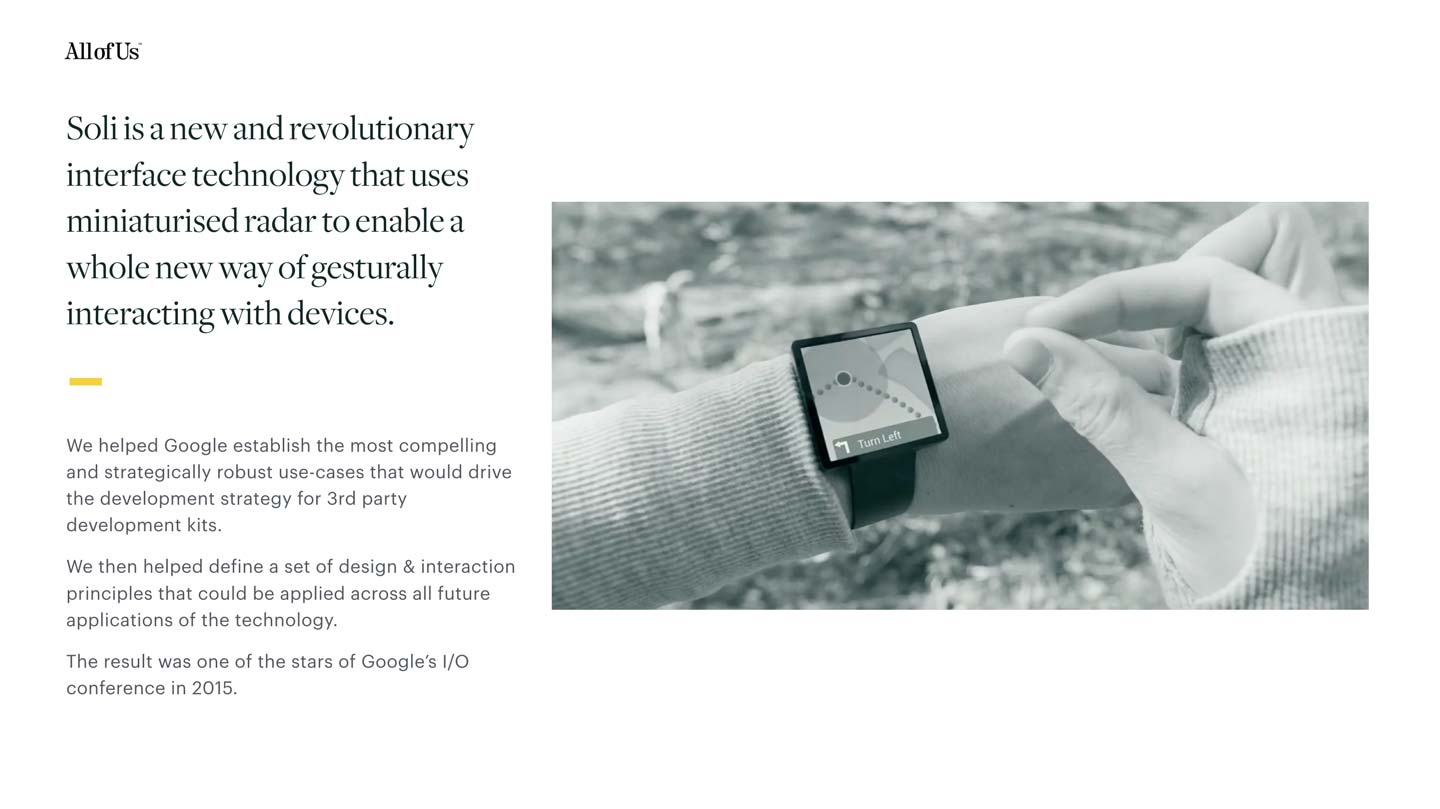 AllofUs™
Soli is a new and revolutionary
interface technology that uses
miniaturised radar to enable a
whole new way of gesturally
interacting with devices.
We helped Google establish the most compelling
and strategically robust use-cases that would drive
the development strategy for 3rd party
development kits.
We then helped define a set of design & interaction
principles that could be applied across all future
applications of the technology.
The result was one of the stars of Google’s I/O
conference in 2015.
Turn Left